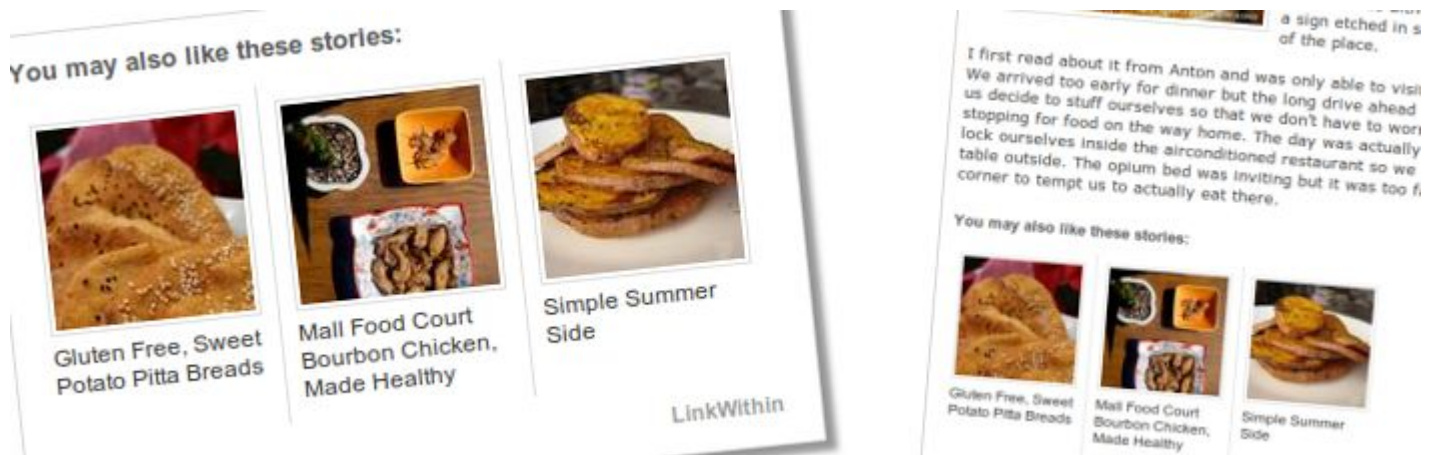 You may also like these stories:
Gluten Free, Sweet
Potato Pitta Breads
Mall Food Court
Bourbon Chicken,
Made Healthy
Simple Summer
Side
LinkWithin
a sign etched in s
of the place.
I first read about it from Anton and was only able to visi
We arrived too early for dinner but the long drive ahead
us decide to stuff ourselves so that we don't have to wor
stopping for food on the way home. The day was actually
lock ourselves inside the airconditioned restaurant so we
table outside. The opium bed was inviting but it was too f
corner to tempt us to actually eat there.
You may also like these stories:
Gluten Free, Sweet
Potato Pitta Breads
Mall Food Court
Bourbon Chicken,
Made Healthy
Simple Summer
Side